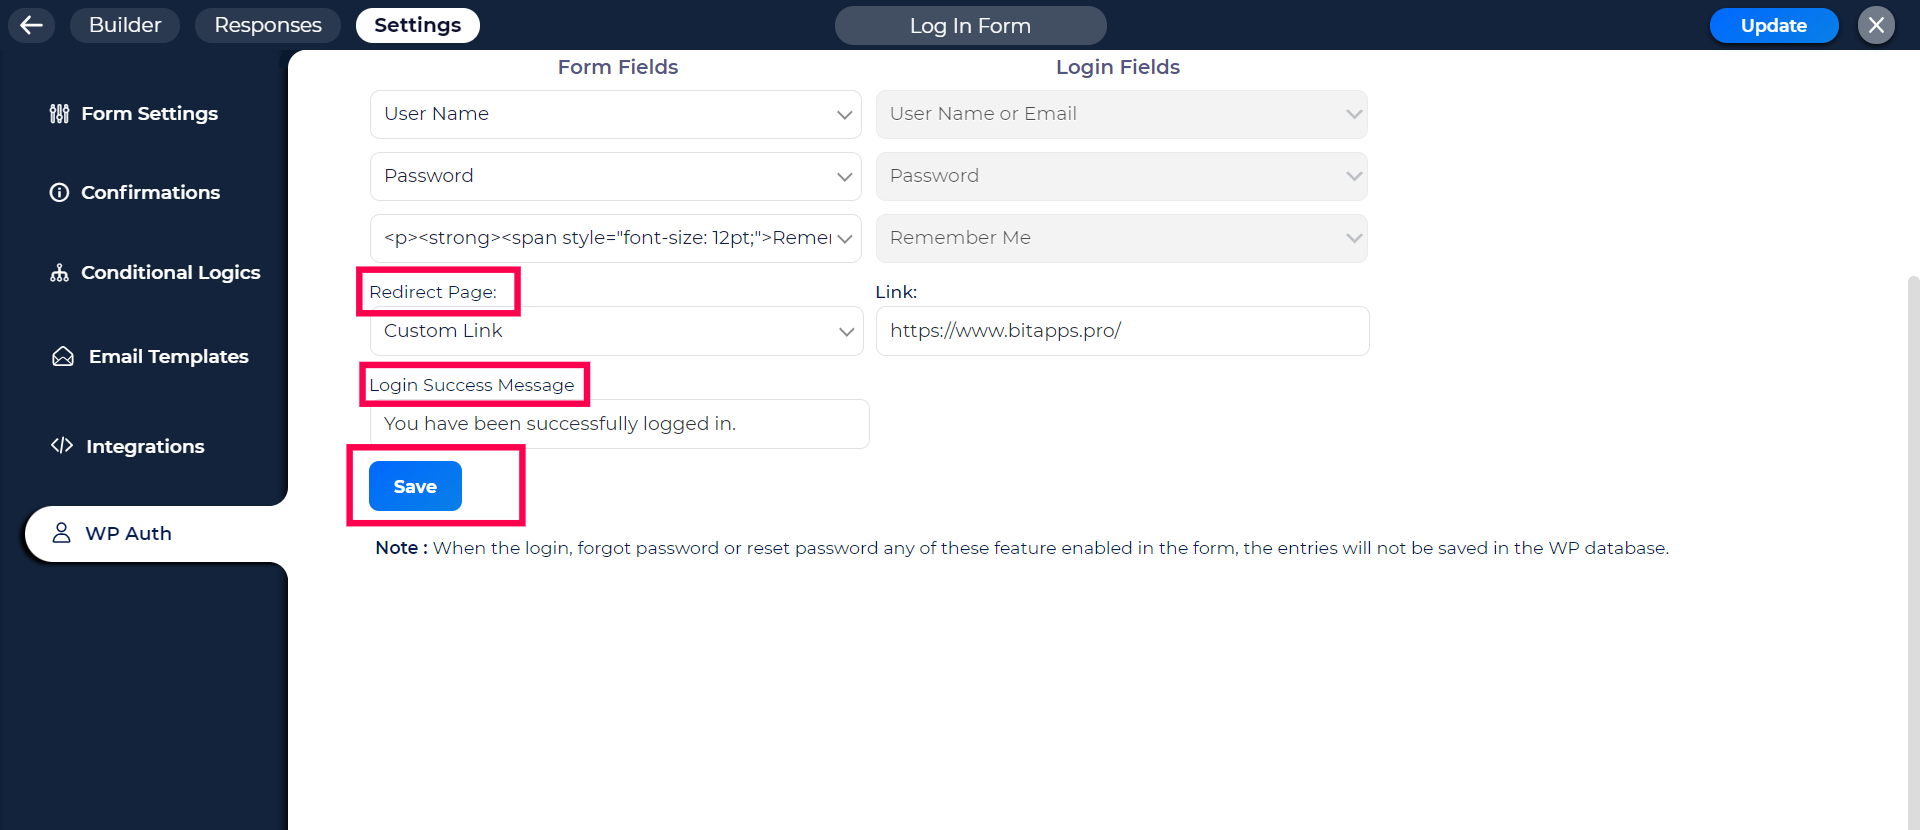 Builder Responses Settings Log In Form Update
Form Fields Login Fields
Form Settings
User Name User Name or Email
Password Password
Confirmations
<p><strong><span style="font-size: 12pt;">Remer Remember Me
Conditional Logics
Redirect Page: Link:
Custom Link https://www.bitapps.pro/
Email Templates
Login Success Message
You have been successfully logged in.
Integrations
Save
WP Auth
Note : When the login, forgot password or reset password any of these feature enabled in the form, the entries will not be saved in the WP database.